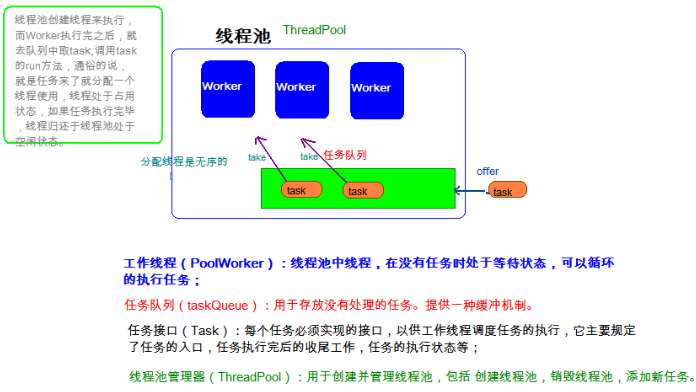 线程池创建线程来执行，
而Worker执行完之后，就
去队列中取task,调用task
的run方法，通俗的说，
就是任务来了就分配一个
线程使用，线程处于占用
状态，如果任务执行完毕
，线程归还于线程池处于
空闲状态。
线程池 ThreadPool
Worker Worker Worker
分配线程是无序的
！
take take 任务队列
task task
offer
task
工作线程（PoolWorker）：线程池中线程，在没有任务时处于等待状态，可以循环
的执行任务；
任务队列（taskQueue）：用于存放没有处理的任务。提供一种缓冲机制。
任务接口（Task）：每个任务必须实现的接口，以供工作线程调度任务的执行，它主要规定
了任务的入口，任务执行完后的收尾工作，任务的执行状态等；
线程池管理器（ThreadPool）：用于创建并管理线程池，包括 创建线程池，销毁线程池，添加新任务。